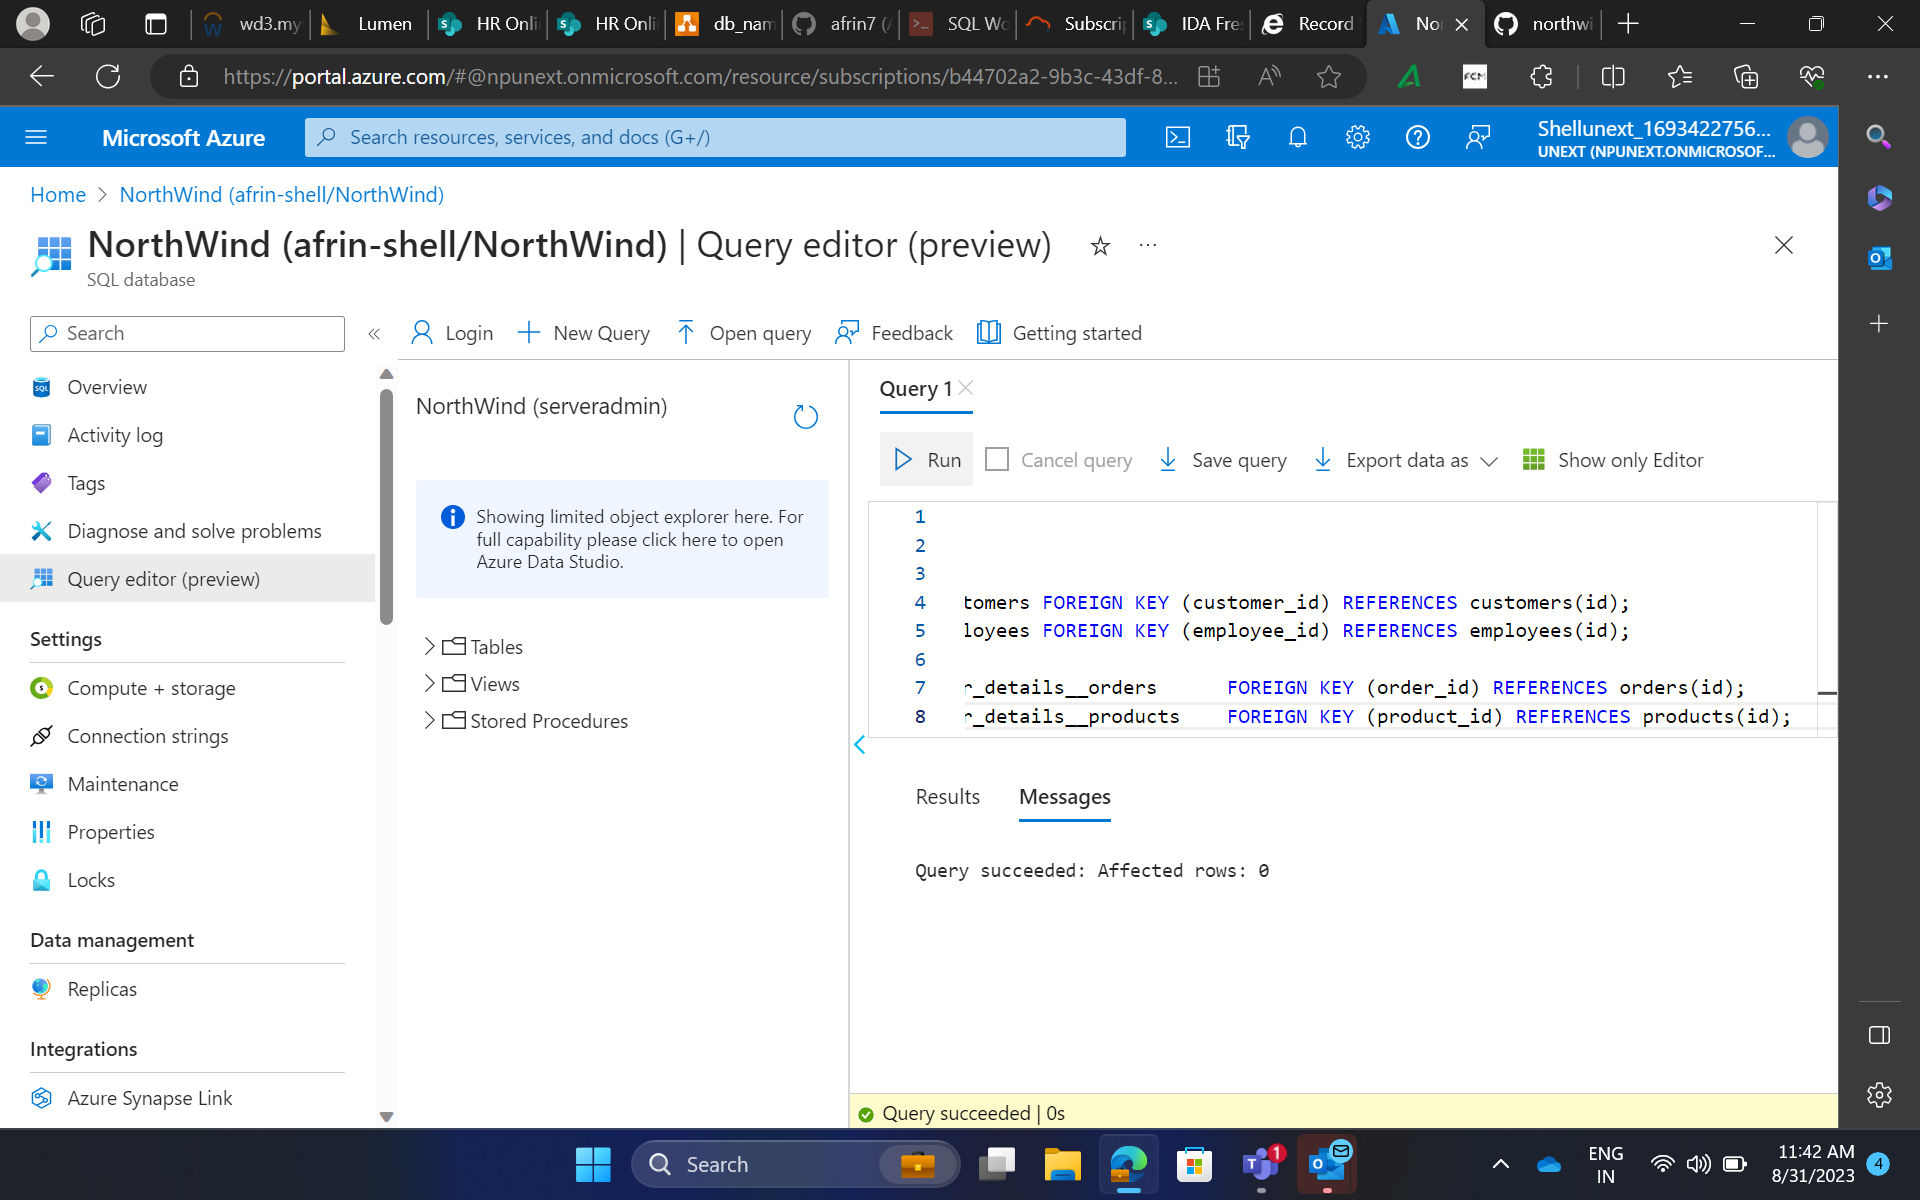 wd3.my
Lumen
HR Onli
HR Onli
db_nam
afrin7 (
SQL Wo
Subscrip
IDA Fres
Record
No
northwi
https://portal.azure.com/#@npunext.onmicrosoft.com/resource/subscriptions/b44702a2-9b3c-43df-8...
FCM
Microsoft Azure
Search resources, services, and docs (G+/)
Shellunext_1693422756...
UNEXT (NPUNEXT.ONMICROSOF...
Home > NorthWind (afrin-shell/NorthWind)
NorthWind (afrin-shell/NorthWind) | Query editor (preview)
SQL database
Search
Login
New Query
Open query
Feedback
Getting started
Overview
Activity log
Tags
Diagnose and solve problems
Query editor (preview)
Settings
Compute + storage
Connection strings
Maintenance
Properties
Locks
Data management
Replicas
Integrations
Azure Synapse Link
NorthWind (serveradmin)
Showing limited object explorer here. For
full capability please click here to open
Azure Data Studio.
Tables
Views
Stored Procedures
Query 1
Run
Cancel query
Save query
Export data as
Show only Editor
1
2
3
4 tomers FOREIGN KEY (customer_id) REFERENCES customers(id);
5 loyees FOREIGN KEY (employee_id) REFERENCES employees(id);
6
7 r_details__orders FOREIGN KEY (order_id) REFERENCES orders(id);
8 r_details__products FOREIGN KEY (product_id) REFERENCES products(id);
Results
Messages
Query succeeded: Affected rows: 0
Query succeeded | 0s
Search
1
ENG
IN
11:42 AM
8/31/2023
4